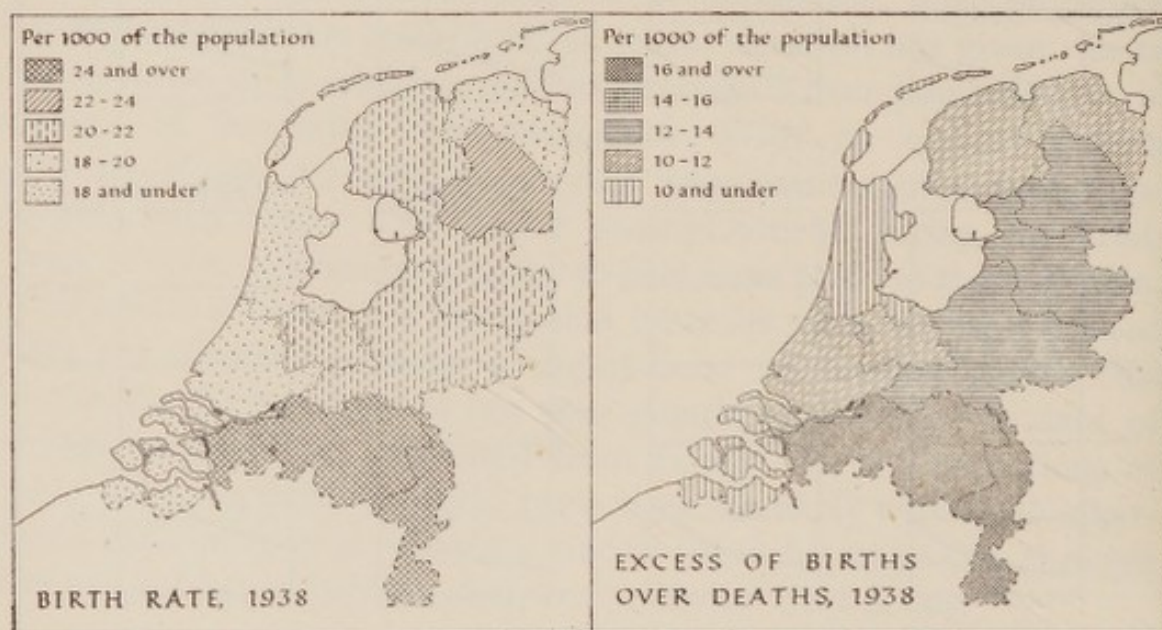 Per 1000 of the population
24 and over
22-24
20-22
18-20
18 and under
BIRTH RATE, 1938
Per 1000 of the population
16 and over
14-16
12-14
10-12
10 and under
EXCESS OF BIRTHS
OVER DEATHS, 1938